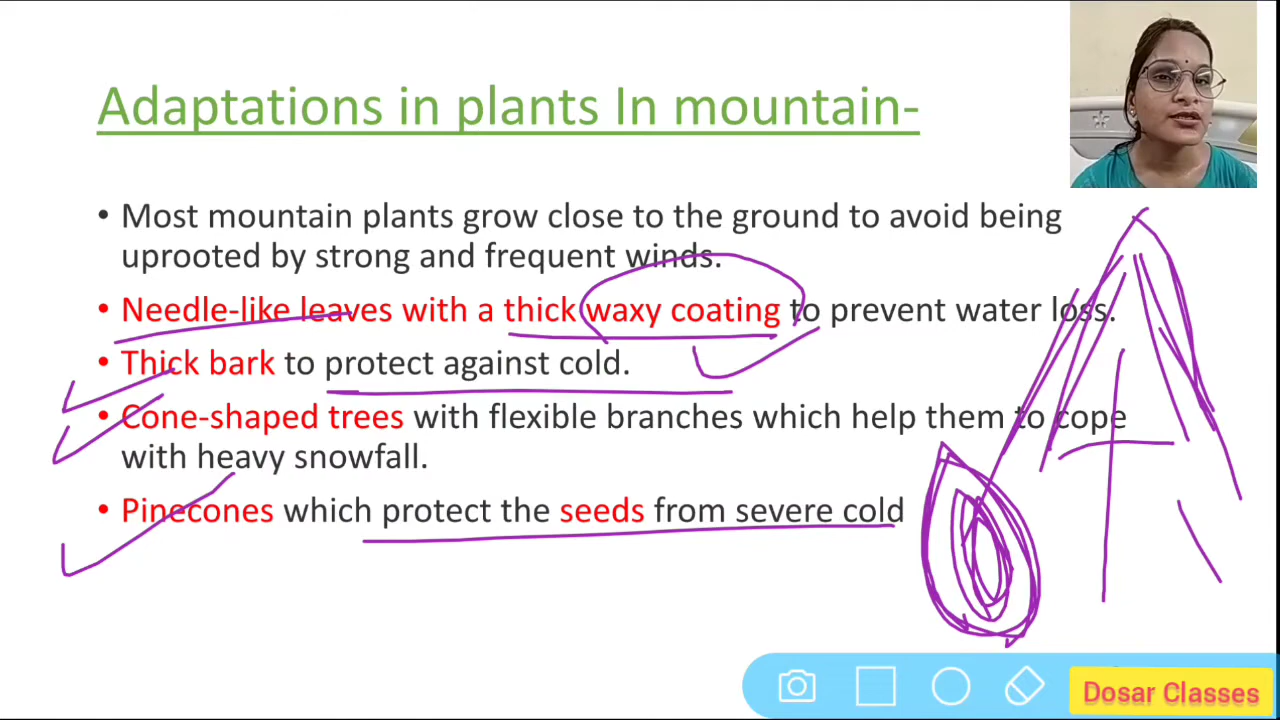 Adaptations in plants In mountain-
• Most mountain plants grow close to the ground to avoid being
uprooted by strong and frequent winds.
• Needle-like leaves with a thick waxy coating to prevent water loss.
• Thick bark to protect against cold.
• Cone-shaped trees with flexible branches which help them to cope
with heavy snowfall.
• Pinecones which protect the seeds from severe cold
Dosar Classes